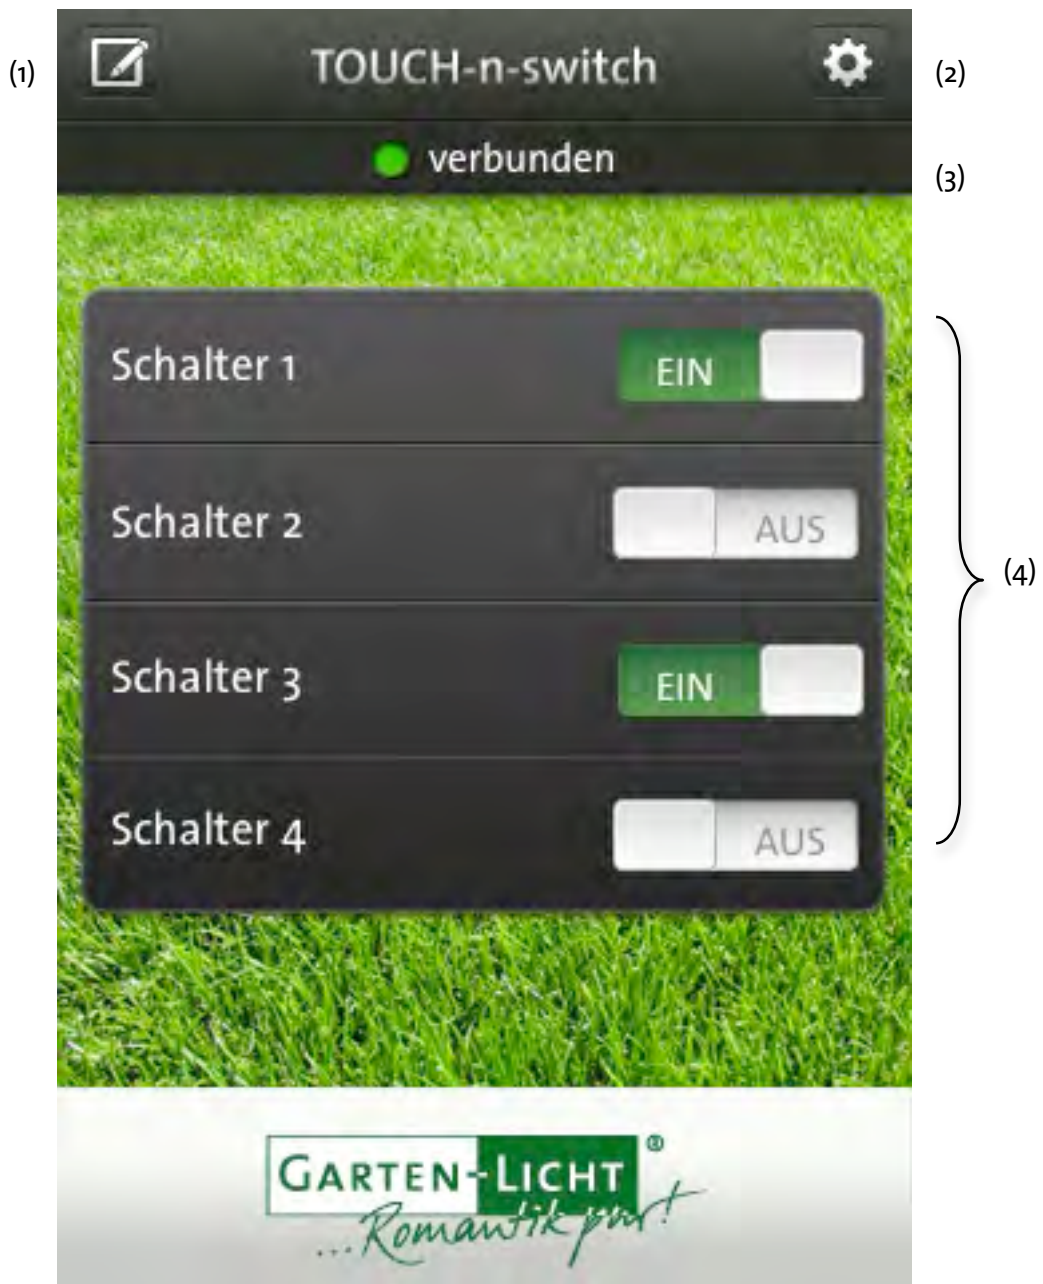 (1)
TOUCH-n-switch
(2)
verbunden
(3)
Schalter 1
EIN
Schalter 2
AUS
(4)
Schalter 3
EIN
Schalter 4
AUS
GARTEN-LICHT®
...Romantik pur!